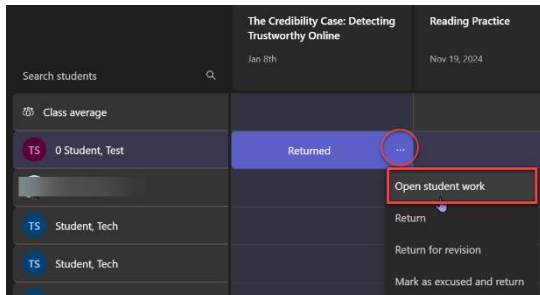 The Credibility Case: Detecting
Trustworthy Online
Jan 8th
Reading Practice
Nov 19, 2024
Search students
Class average
TS 0 Student, Test
Returned ...
Open student work
Return
Return for revision
Mark as excused and return
TS Student, Tech
TS Student, Tech